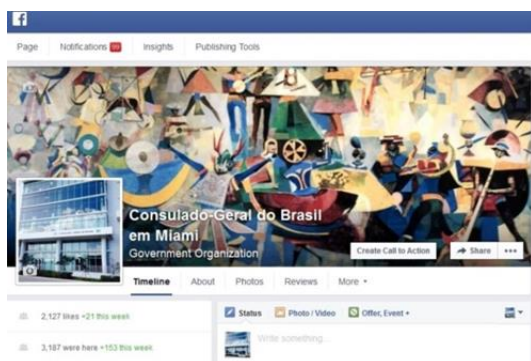 f
Page Notifications 99 Insights Publishing Tools
Consulado-Geral do Brasil
em Miami
Government Organization
Create Call to Action Share •••
Timeline About Photos Reviews More
2,127 likes +21 this week
Status Photo / Video Offer, Event +
3,187 were here +153 this week
Write something...